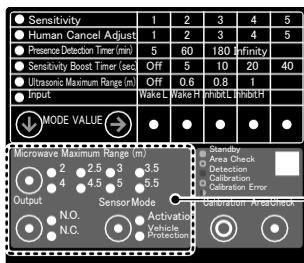 Sensitivity 1 2 3 4 5
Human Cancel Adjust 1 2 3 4 5
Presence Detection Timer (min) 5 60 180 Infinity
Sensitivity Boost Timer (sec) Off 5 10 20 40
Ultrasonic Maximum Range (m) Off 0.6 0.8 1
Input Wake L Wake H Inhibit L Inhibit H
MODE VALUE
Microwave Maximum Range (m)
2 2.5 3 3.5
4 4.5 5 5.5
Standby
Area Check
Detection
Calibration
Calibration Error
Output Sensor Mode
N.O.
N.C.
Activatio
Vehicle
Protection
Calibration AreaCheck